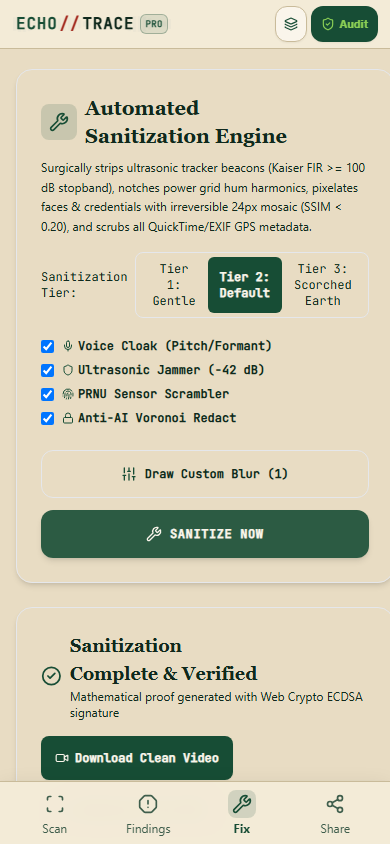 ECHO//TRACE PRO
Audit
Automated
Sanitization Engine
Surgically strips ultrasonic tracker beacons (Kaiser FIR >= 100
dB stopband), notches power grid hum harmonics, pixelates
faces & credentials with irreversible 24px mosaic (SSIM <
0.20), and scrubs all QuickTime/EXIF GPS metadata.
Sanitization
Tier:
Tier
1:
Gentle
Tier 2:
Default
Tier 3:
Scorched
Earth
Voice Cloak (Pitch/Formant)
Ultrasonic Jammer (-42 dB)
PRNU Sensor Scrambler
Anti-AI Voronoi Redact
Draw Custom Blur (1)
SANITIZE NOW
Sanitization
Complete & Verified
Mathematical proof generated with Web Crypto ECDSA
signature
Download Clean Video
Scan
Findings
Fix
Share